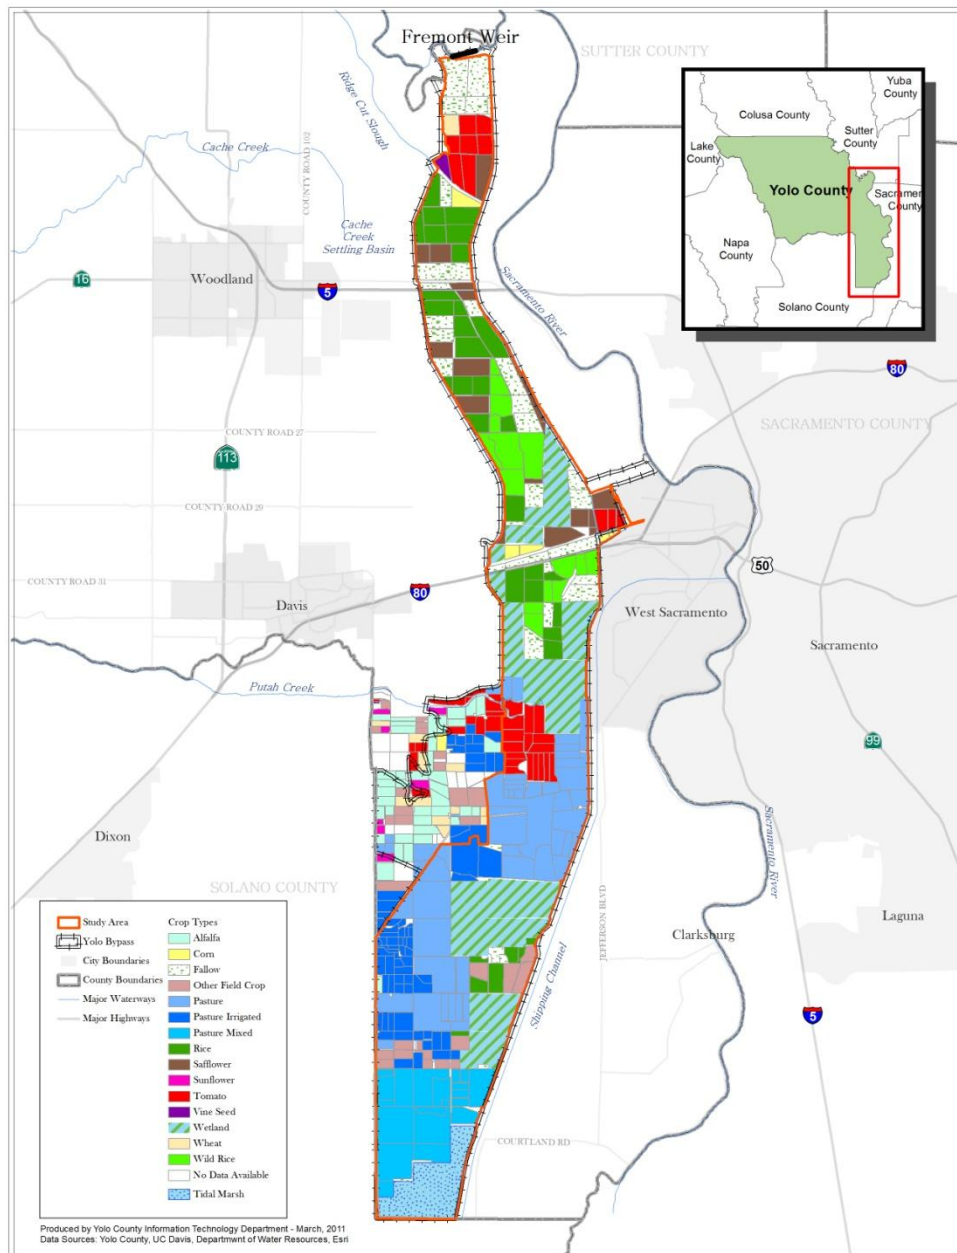 Fremont Weir
SUTTER COUNTY
Ridge Cut Slough
Cache Creek
COUNTY ROAD 102
Cache Creek
Settling Basin
16
Woodland
5
Sacramento River
Yuba
County
Colusa County
Sutter
County
Lake
County
Yolo County
Sacramen
County
Napa
County
Solano County
80
SACRAMENTO COUNTY
COUNTY ROAD 27
113
COUNTY ROAD 29
COUNTY ROAD 31
Davis
80
50
West Sacramento
Sacramento
Putah Creek
99
Dixon
Sacramento River
SOLANO COUNTY
JEFFERSON BLVD
Laguna
Clarksburg
Shipping Channel
5
COURTLAND RD
Study Area
Yolo Bypass
City Boundaries
County Boundaries
Major Waterways
Major Highways
Crop Types
Alfalfa
Corn
Fallow
Other Field Crop
Pasture
Pasture Irrigated
Pasture Mixed
Rice
Safflower
Sunflower
Tomato
Vine Seed
Wetland
Wheat
Wild Rice
No Data Available
Tidal Marsh
Produced by Yolo County Information Technology Department - March, 2011
Data Sources: Yolo County, UC Davis, Departmwnt of Water Resources, Esri